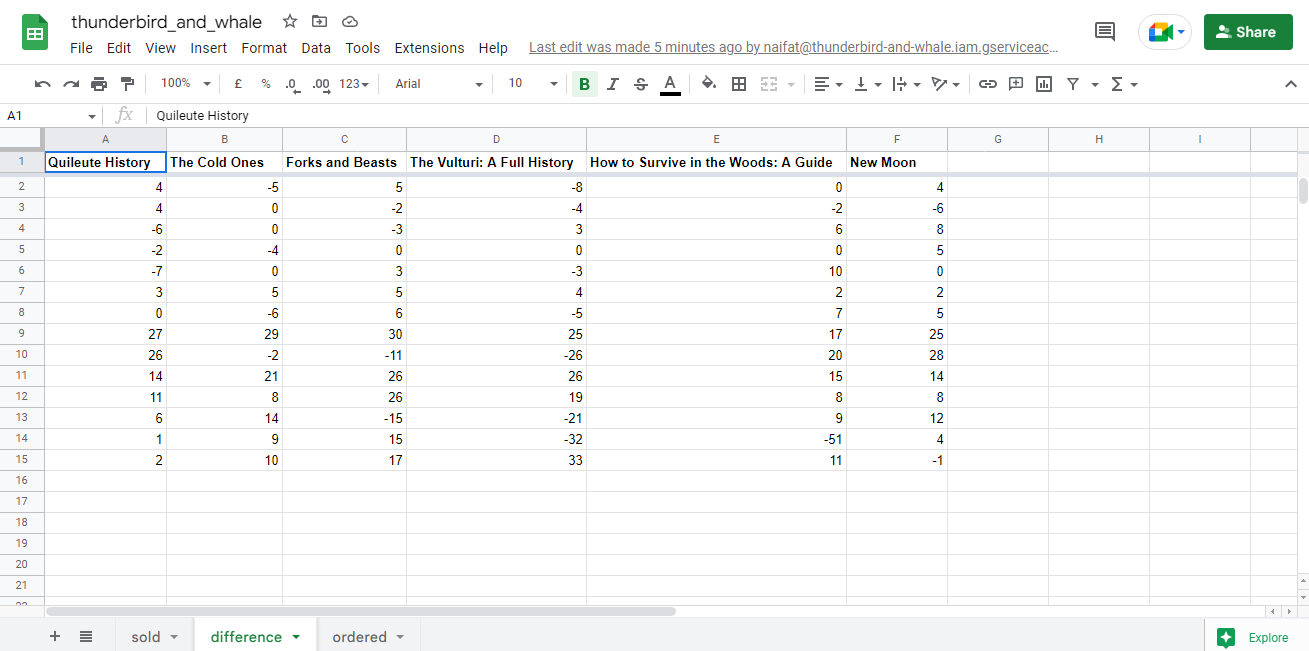 thunderbird_and_whale
File Edit View Insert Format Data Tools Extensions Help Last edit was made 5 minutes ago by naifat@thunderbird-and-whale.iam.gserviceac...
Share
100% £ % .0 .00 123 Arial 10 B I S A
A1 fx Quileute History
A B C D E F G H I
1 Quileute History The Cold Ones Forks and Beasts The Vulturi: A Full History How to Survive in the Woods: A Guide New Moon
2 4 -5 5 -8 0 4
3 4 0 -2 -4 -2 -6
4 -6 0 -3 3 6 8
5 -2 -4 0 0 0 5
6 -7 0 3 -3 10 0
7 3 5 5 4 2 2
8 0 -6 6 -5 7 5
9 27 29 30 25 17 25
10 26 -2 -11 -26 20 28
11 14 21 26 26 15 14
12 11 8 26 19 8 8
13 6 14 -15 -21 9 12
14 1 9 15 -32 -51 4
15 2 10 17 33 11 -1
16
17
18
19
20
21
22
sold difference ordered Explore